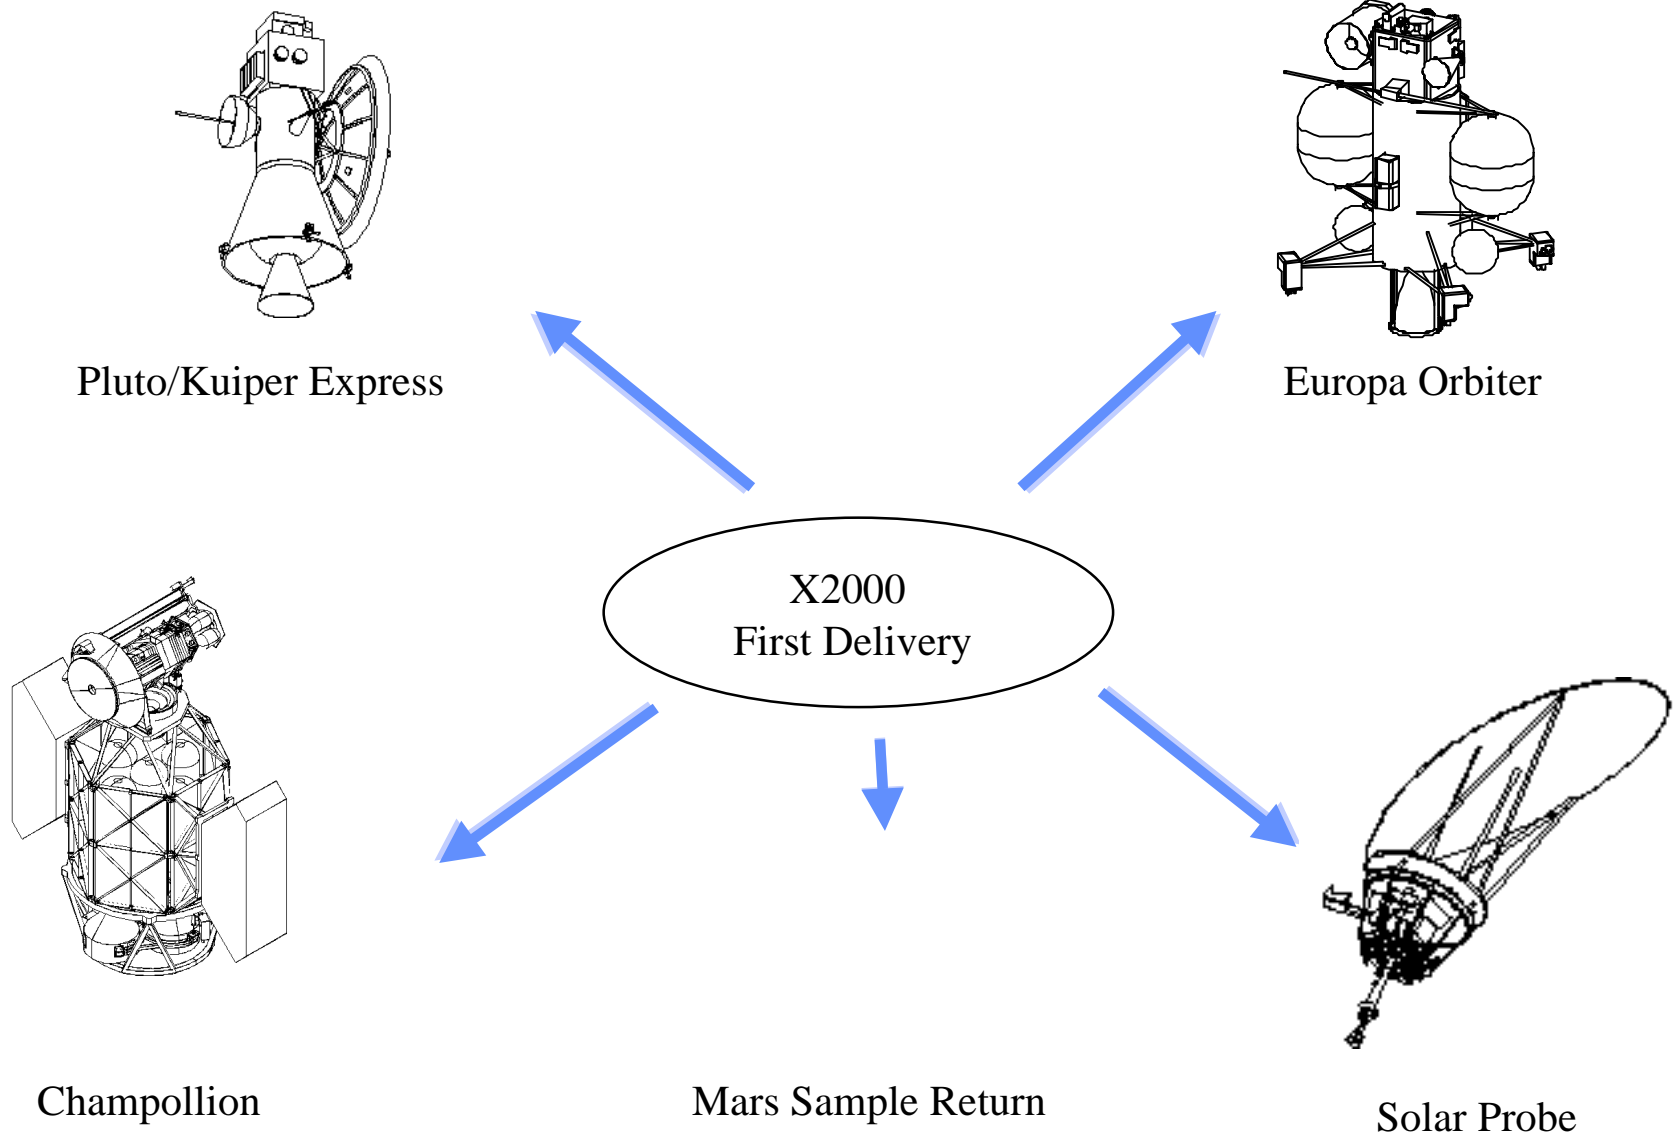 Pluto/Kuiper Express
Europa Orbiter
X2000
First Delivery
Champollion
Mars Sample Return
Solar Probe